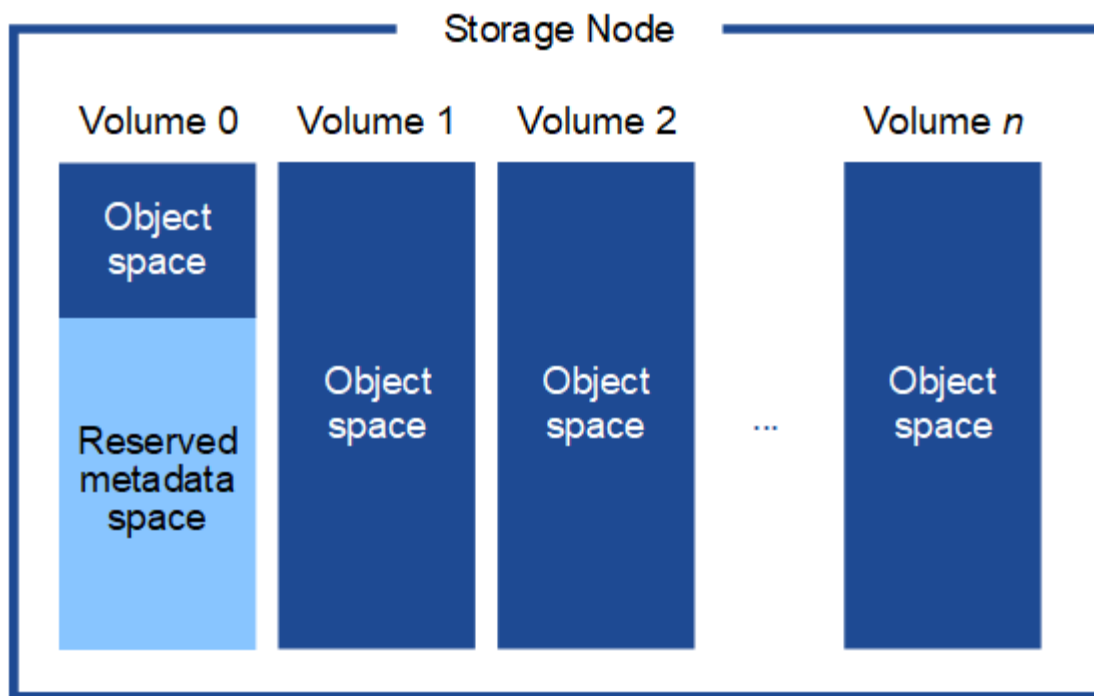 Storage Node
Volume 0
Volume 1
Volume 2
Volume n
Object
space
Reserved
metadata
space
Object
space
Object
space
...
Object
space